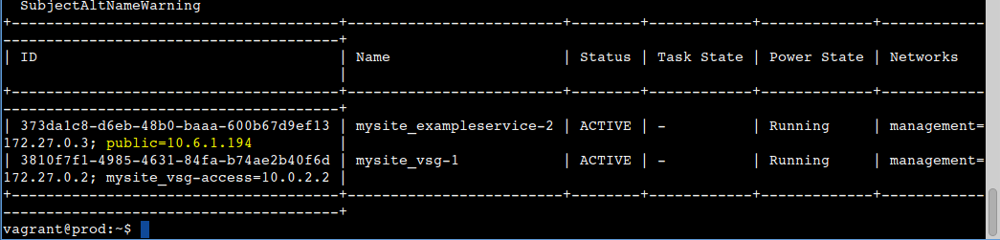 SubjectAltNameWarning
+--------------------------------------+-------------------------+--------+------------+-------------+------------
---------------------------------------+
| ID                                   | Name                    | Status | Task State | Power State | Networks
                                       |
+--------------------------------------+-------------------------+--------+------------+-------------+------------
---------------------------------------+
| 373da1c8-d6eb-48b0-baaa-600b67d9ef13 | mysite_exampleservice-2 | ACTIVE | -          | Running     | management=
172.27.0.3; public=10.6.1.194          |
| 3810f7f1-4985-4631-84fa-b74ae2b40f6d | mysite_vsg-1            | ACTIVE | -          | Running     | management=
172.27.0.2; mysite_vsg-access=10.0.2.2 |
+--------------------------------------+-------------------------+--------+------------+-------------+------------
---------------------------------------+
vagrant@prod:~$